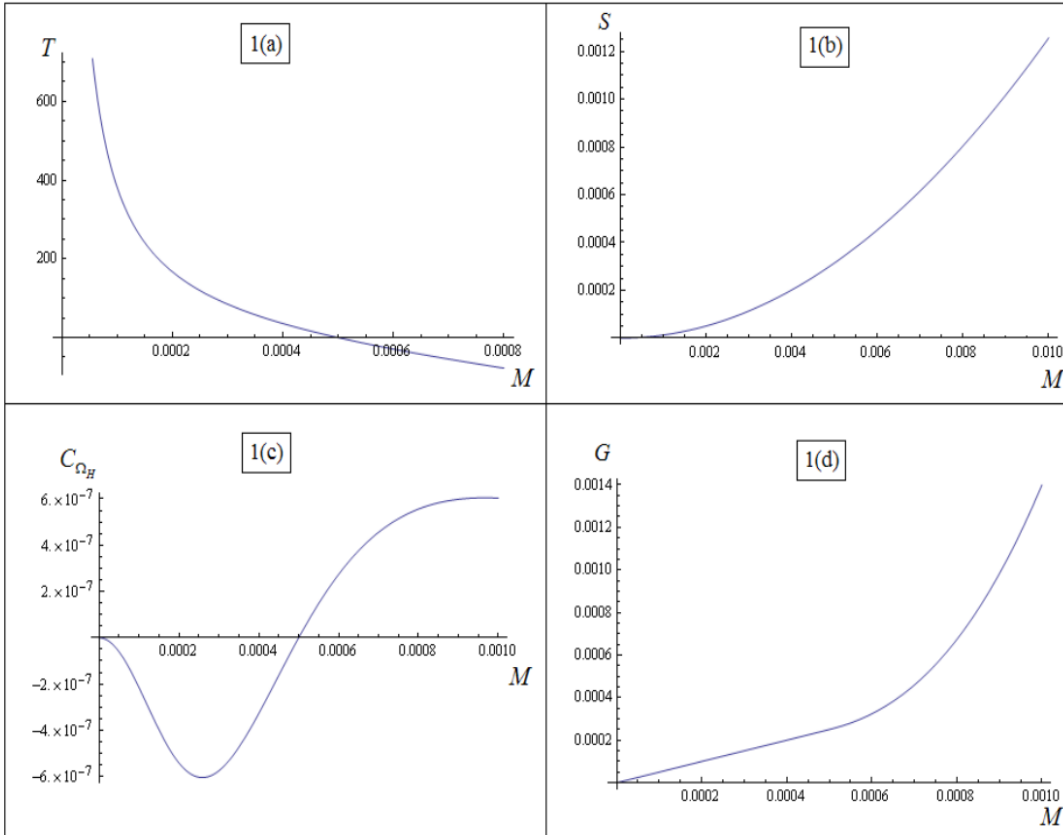 T
1(a)
600
400
200
0.0002 0.0004 0.0006 0.0008
M
S
1(b)
0.0012
0.0010
0.0008
0.0006
0.0004
0.0002
0.002 0.004 0.006 0.008 0.010
M
C_{Ω_H}
1(c)
6.×10⁻⁷
4.×10⁻⁷
2.×10⁻⁷
0.0002 0.0004 0.0006 0.0008 0.0010
M
−2.×10⁻⁷
−4.×10⁻⁷
−6.×10⁻⁷
G
1(d)
0.0014
0.0012
0.0010
0.0008
0.0006
0.0004
0.0002
0.0002 0.0004 0.0006 0.0008 0.0010
M